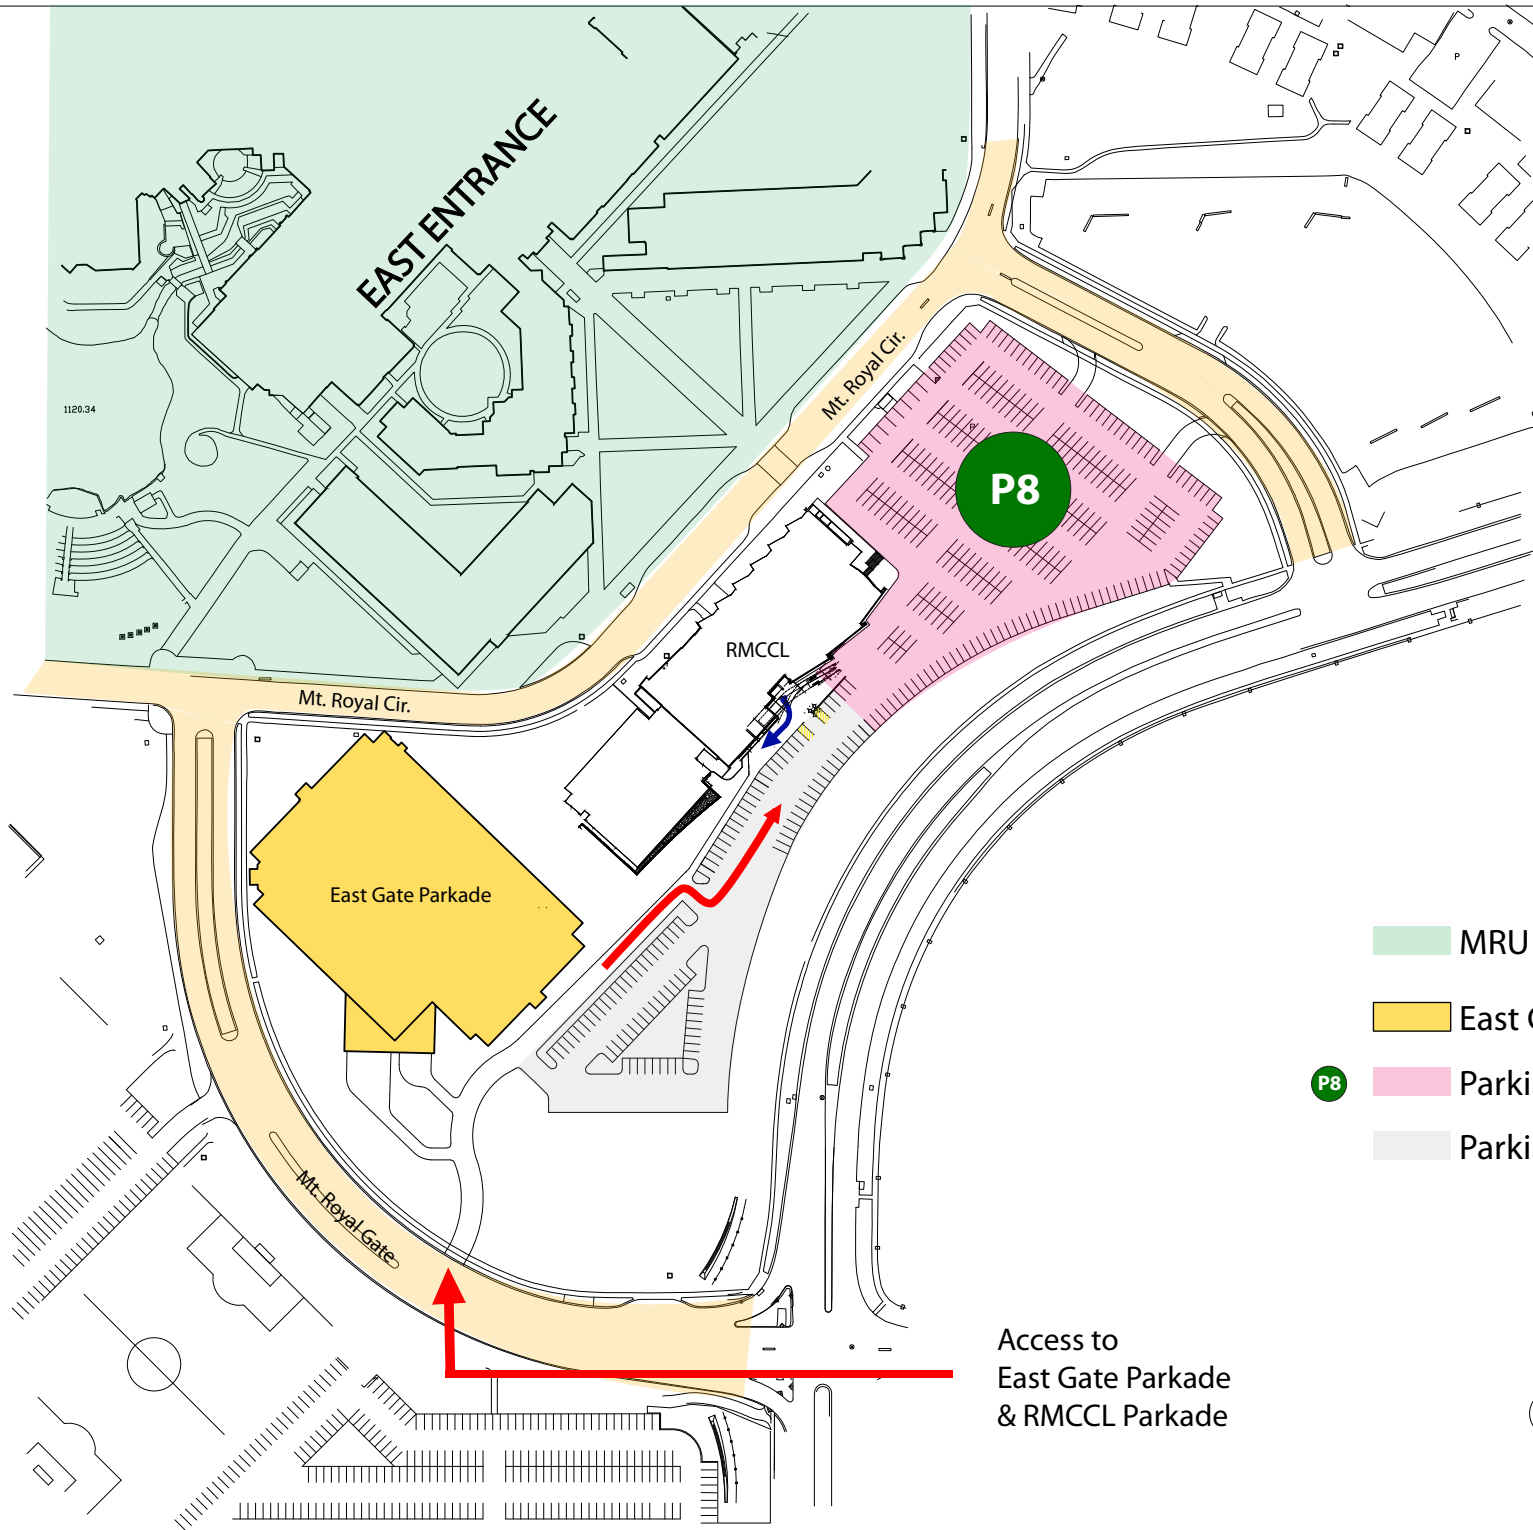 EAST ENTRANCE
P
1120.34
Mt. Royal Cir.
P
P8
RMCCL
Mt. Royal Cir.
East Gate Parkade
MRU
East
P8
Parki
Parki
Mt. Royal Gate
Access to
East Gate Parkade
& RMCCL Parkade